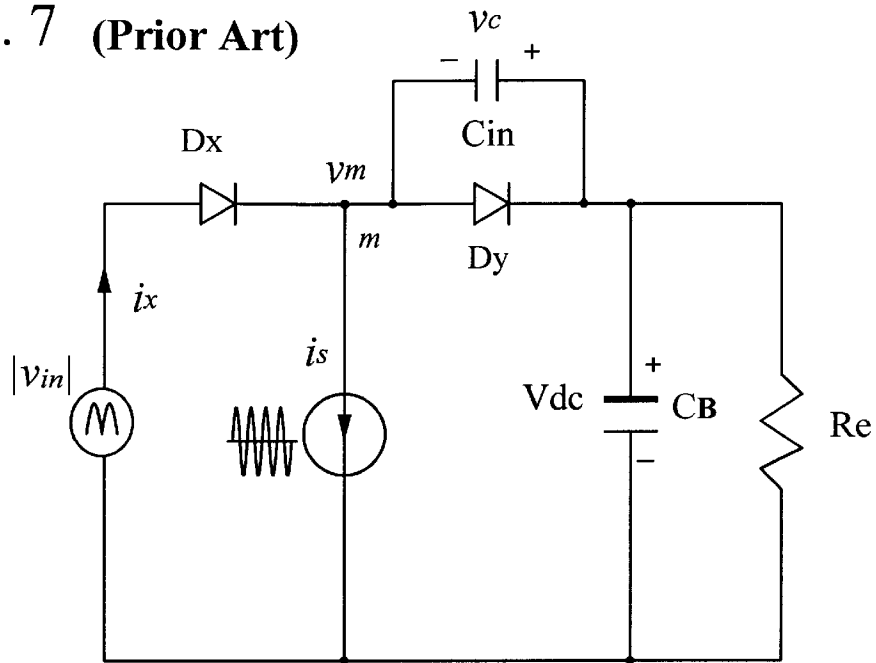 . 7 (Prior Art)
vc
− +
Cin
Dx
vm
m
Dy
ix
is
|vin|
+
Vdc
CB
Re
−